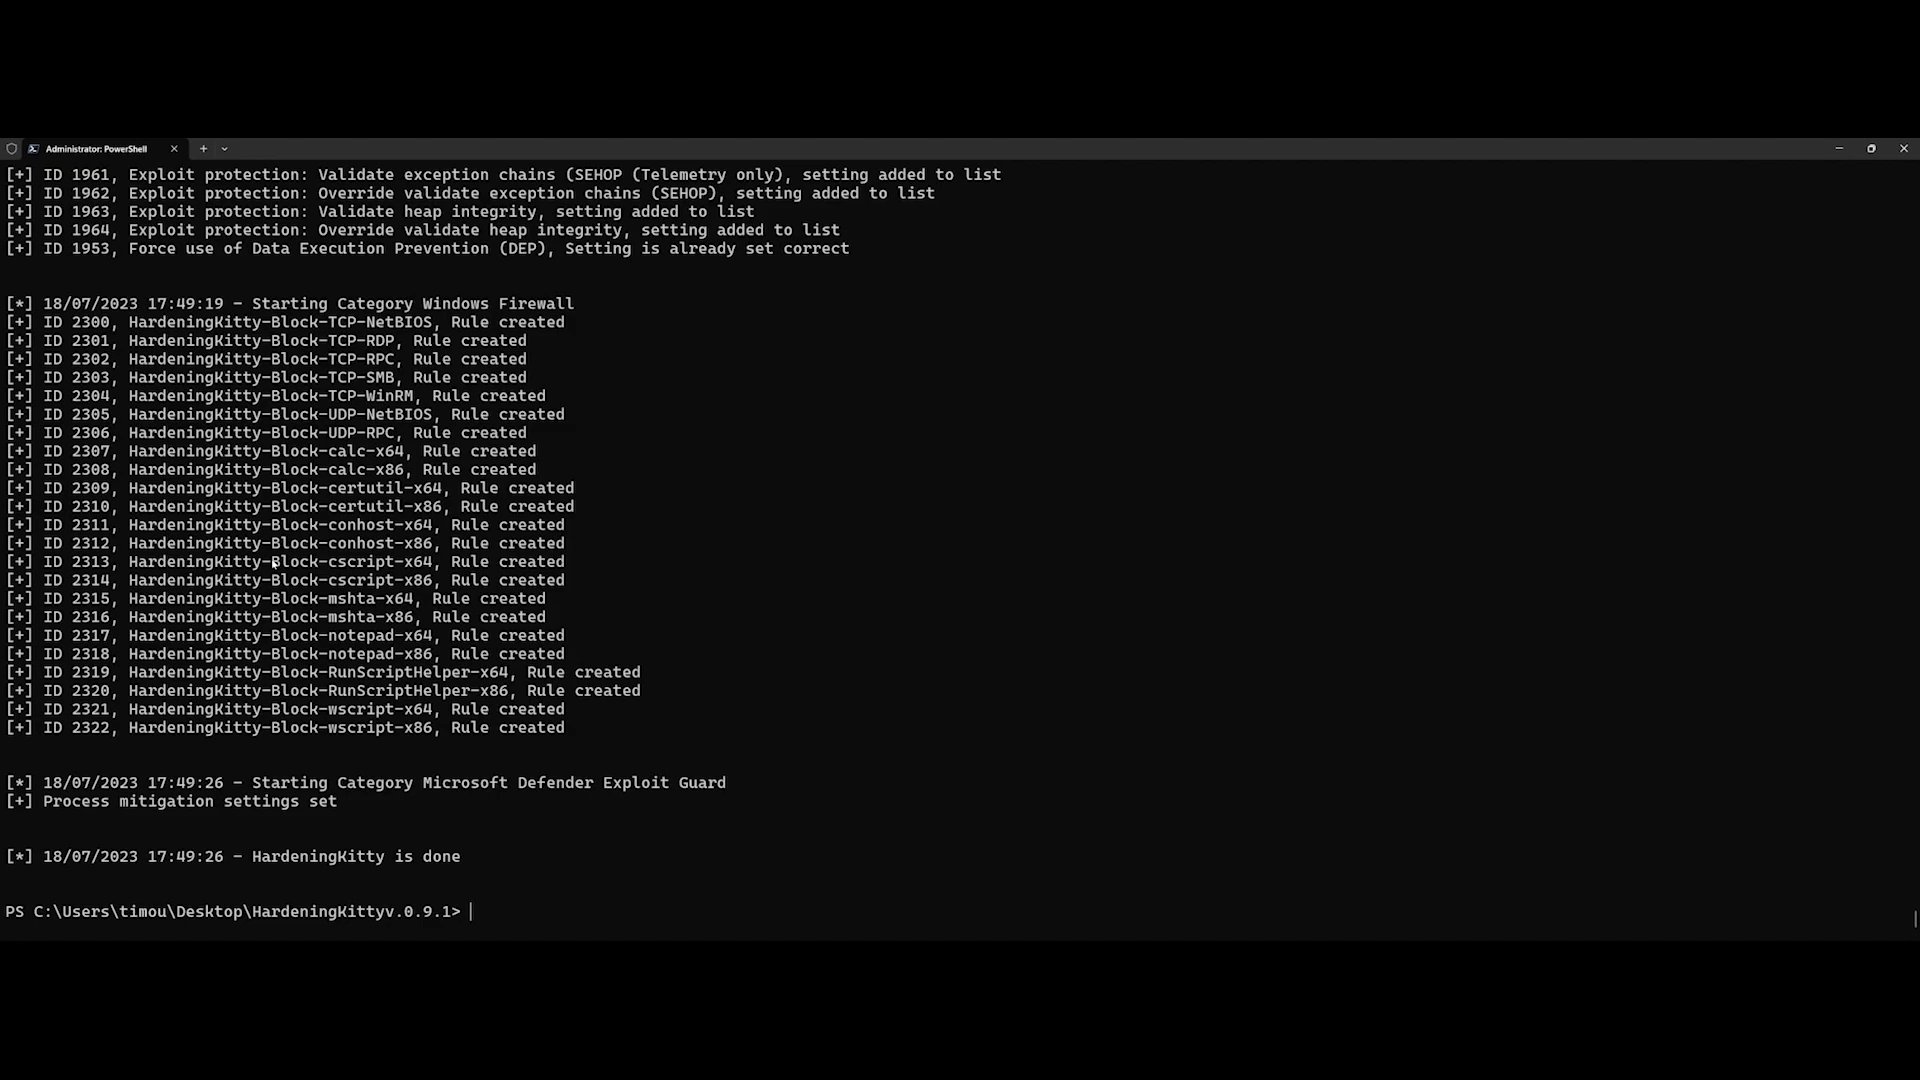 Administrator: PowerShell
[+] ID 1961, Exploit protection: Validate exception chains (SEHOP (Telemetry only), setting added to list
[+] ID 1962, Exploit protection: Override validate exception chains (SEHOP), setting added to list
[+] ID 1963, Exploit protection: Validate heap integrity, setting added to list
[+] ID 1964, Exploit protection: Override validate heap integrity, setting added to list
[+] ID 1953, Force use of Data Execution Prevention (DEP), Setting is already set correct
[*] 18/07/2023 17:49:19 - Starting Category Windows Firewall
[+] ID 2300, HardeningKitty-Block-TCP-NetBIOS, Rule created
[+] ID 2301, HardeningKitty-Block-TCP-RDP, Rule created
[+] ID 2302, HardeningKitty-Block-TCP-RPC, Rule created
[+] ID 2303, HardeningKitty-Block-TCP-SMB, Rule created
[+] ID 2304, HardeningKitty-Block-TCP-WinRM, Rule created
[+] ID 2305, HardeningKitty-Block-UDP-NetBIOS, Rule created
[+] ID 2306, HardeningKitty-Block-UDP-RPC, Rule created
[+] ID 2307, HardeningKitty-Block-calc-x64, Rule created
[+] ID 2308, HardeningKitty-Block-calc-x86, Rule created
[+] ID 2309, HardeningKitty-Block-certutil-x64, Rule created
[+] ID 2310, HardeningKitty-Block-certutil-x86, Rule created
[+] ID 2311, HardeningKitty-Block-conhost-x64, Rule created
[+] ID 2312, HardeningKitty-Block-conhost-x86, Rule created
[+] ID 2313, HardeningKitty-Block-cscript-x64, Rule created
[+] ID 2314, HardeningKitty-Block-cscript-x86, Rule created
[+] ID 2315, HardeningKitty-Block-mshta-x64, Rule created
[+] ID 2316, HardeningKitty-Block-mshta-x86, Rule created
[+] ID 2317, HardeningKitty-Block-notepad-x64, Rule created
[+] ID 2318, HardeningKitty-Block-notepad-x86, Rule created
[+] ID 2319, HardeningKitty-Block-RunScriptHelper-x64, Rule created
[+] ID 2320, HardeningKitty-Block-RunScriptHelper-x86, Rule created
[+] ID 2321, HardeningKitty-Block-wscript-x64, Rule created
[+] ID 2322, HardeningKitty-Block-wscript-x86, Rule created
[*] 18/07/2023 17:49:26 - Starting Category Microsoft Defender Exploit Guard
[+] Process mitigation settings set
[*] 18/07/2023 17:49:26 - HardeningKitty is done
PS C:\Users\timou\Desktop\HardeningKittyv.0.9.1>